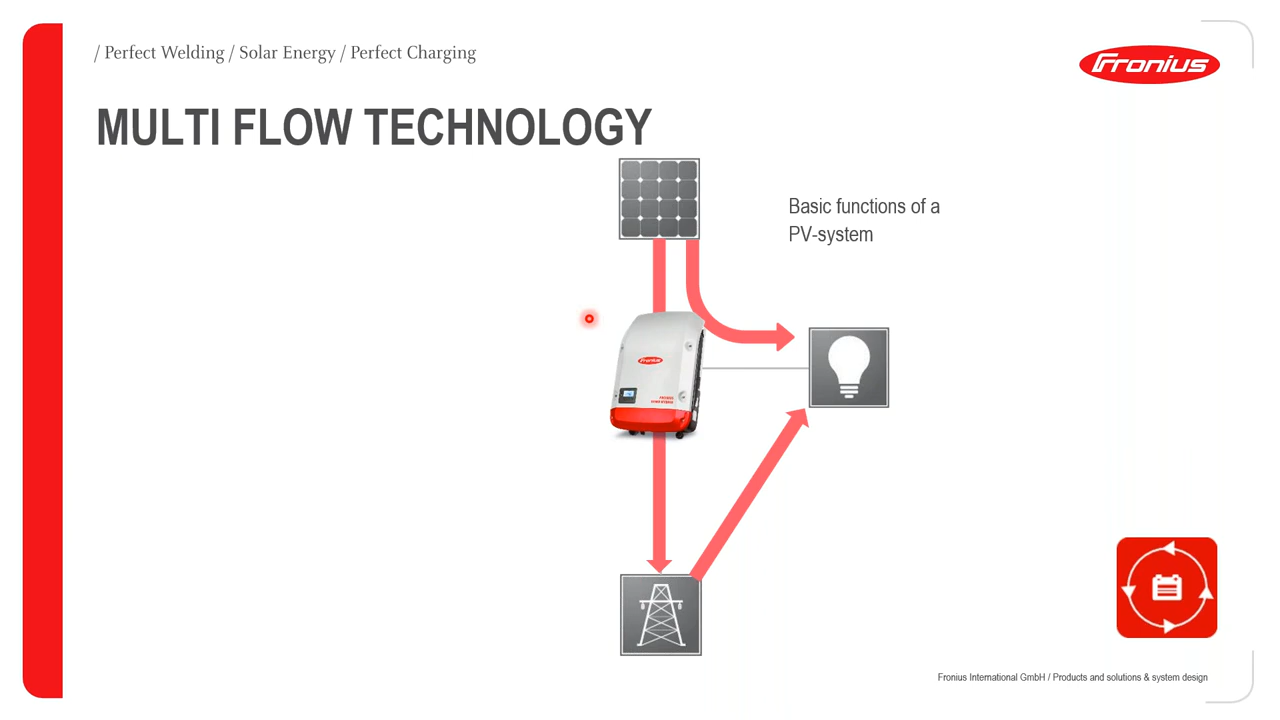 / Perfect Welding / Solar Energy / Perfect Charging
Fronius
MULTI FLOW TECHNOLOGY
Basic functions of a
PV-system
Fronius
Fronius International GmbH / Products and solutions & system design